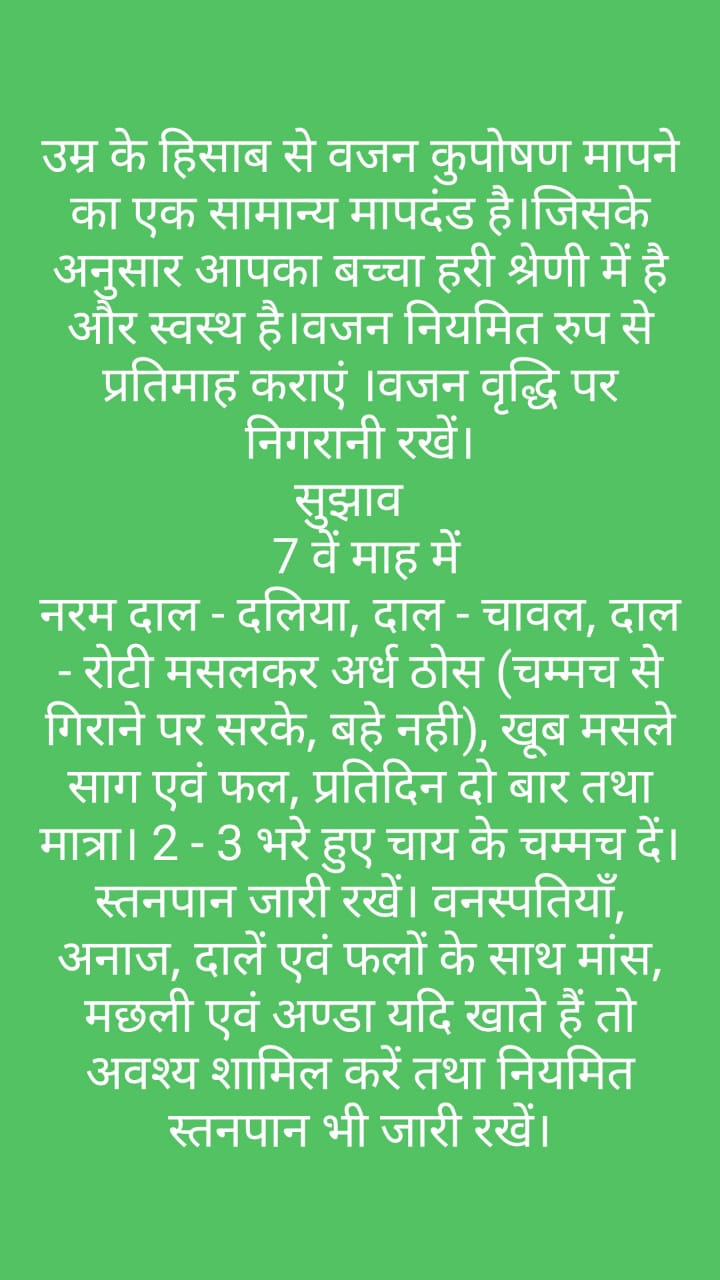 उम्र के हिसाब से वजन कुपोषण मापने
का एक सामान्य मापदंड है।जिसके
अनुसार आपका बच्चा हरी श्रेणी में है
और स्वस्थ है।वजन नियमित रुप से
प्रतिमाह कराएं ।वजन वृद्धि पर
निगरानी रखें।
सुझाव
7 वें माह में
नरम दाल - दलिया, दाल - चावल, दाल
- रोटी मसलकर अर्ध ठोस (चम्मच से
गिराने पर सरके, बहे नही), खूब मसले
साग एवं फल, प्रतिदिन दो बार तथा
मात्रा। 2 - 3 भरे हुए चाय के चम्मच दें।
स्तनपान जारी रखें। वनस्पतियाँ,
अनाज, दालें एवं फलों के साथ मांस,
मछली एवं अण्डा यदि खाते हैं तो
अवश्य शामिल करें तथा नियमित
स्तनपान भी जारी रखें।